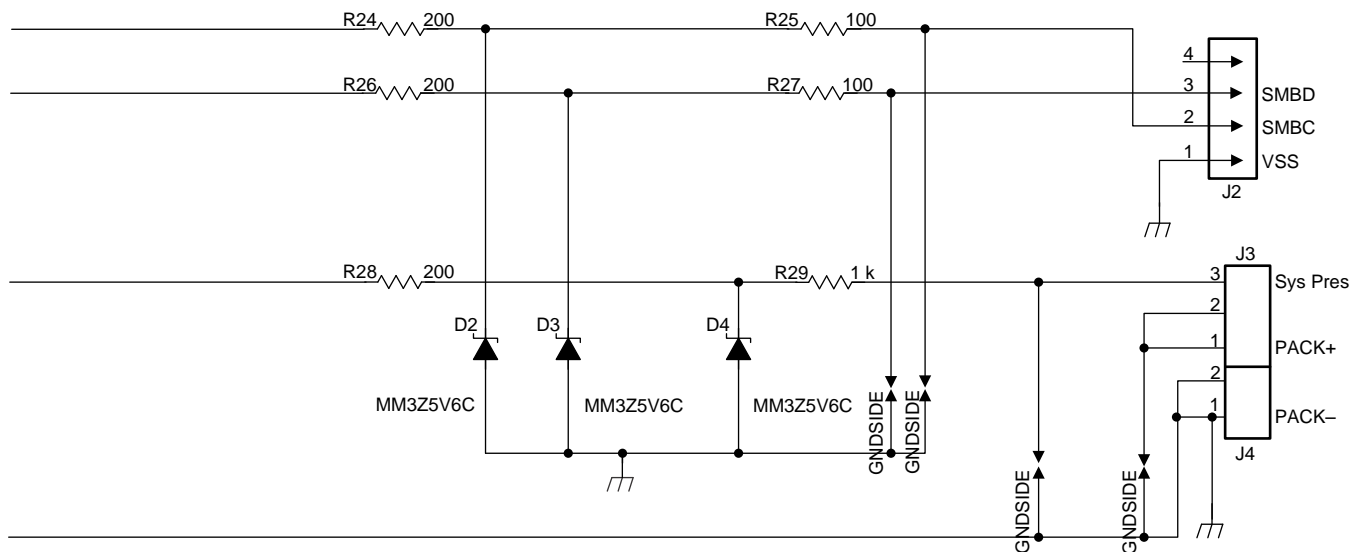 R24 200 R25 100
4
R26 200 R27 100 3 SMBD
2 SMBC
1 VSS
J2
J3
R28 200 R29 1 k 3 Sys Pres
2
D2 D3 D4 1 PACK+
2
MM3Z5V6C MM3Z5V6C MM3Z5V6C
GNDSIDE GNDSIDE
1 PACK–
J4
GNDSIDE GNDSIDE